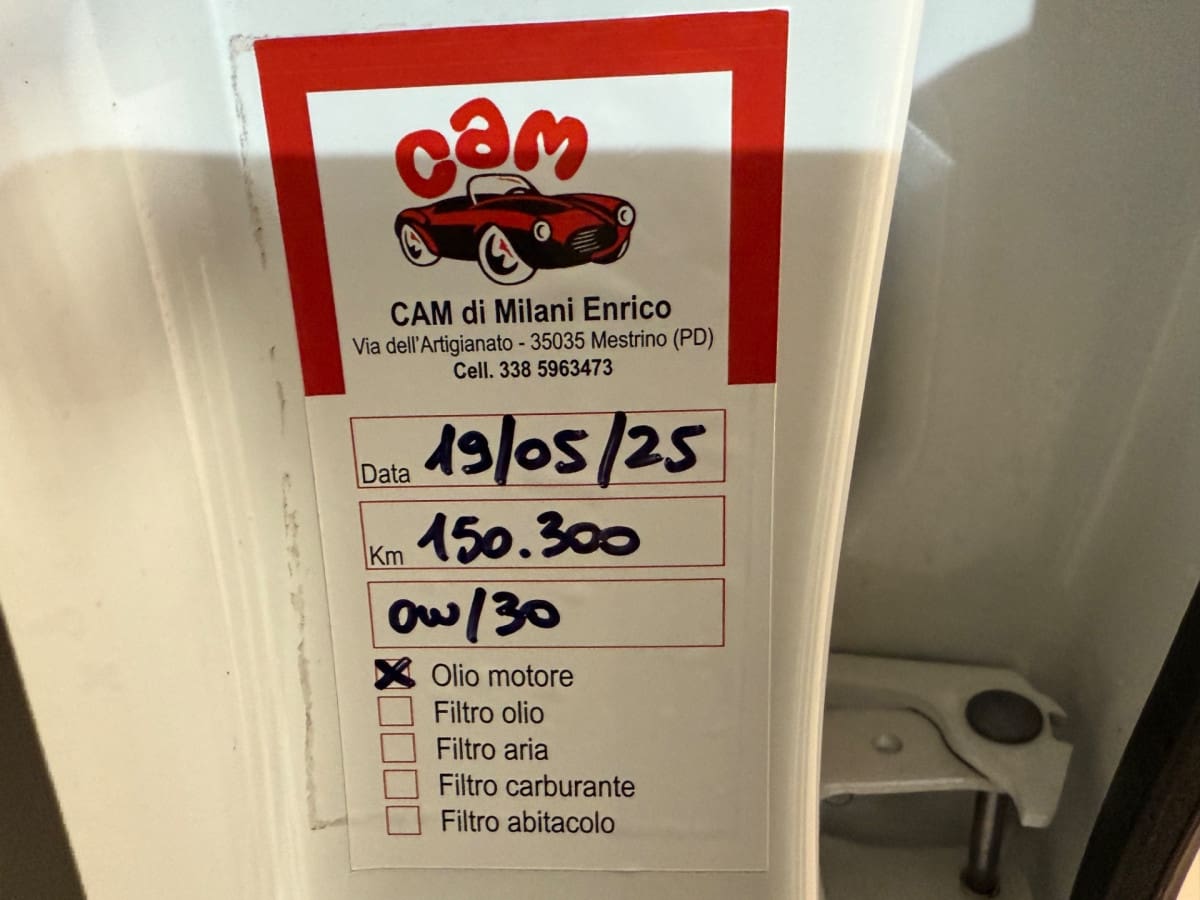 cam
CAM di Milani Enrico
Via dell'Artigianato - 35035 Mestrino (PD)
Cell. 338 5963473
Data 19/05/25
Km 150.300
0W/30
X Olio motore
Filtro olio
Filtro aria
Filtro carburante
Filtro abitacolo